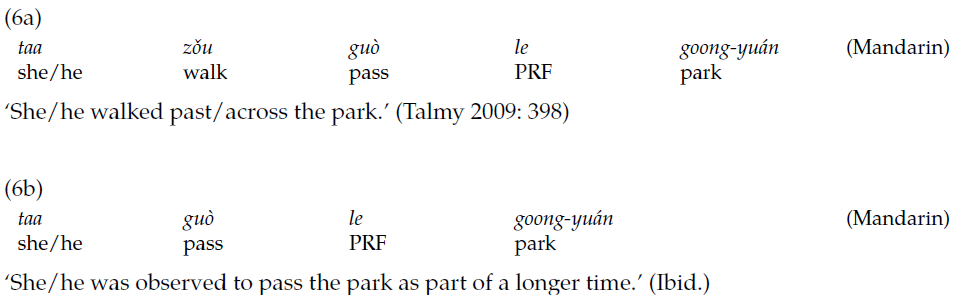 (6a)
taa zǒu guò le goong-yuán (Mandarin)
she/he walk pass PRF park
‘She/he walked past/across the park.’ (Talmy 2009: 398)
(6b)
taa guò le goong-yuán (Mandarin)
she/he pass PRF park
‘She/he was observed to pass the park as part of a longer time.’ (Ibid.)